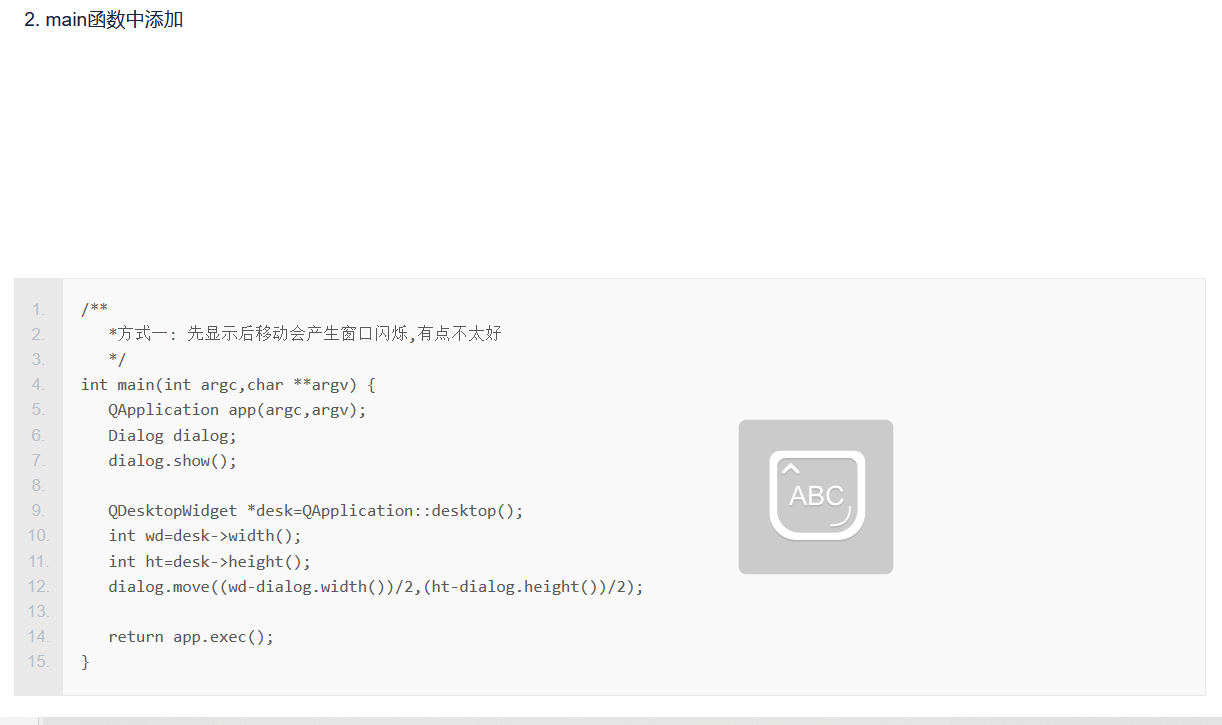 2. main函数中添加
1. /**
2. *方式一: 先显示后移动会产生窗口闪烁,有点不太好
3. */
4. int main(int argc,char **argv) {
5. QApplication app(argc,argv);
6. Dialog dialog;
7. dialog.show();
8.
9. QDesktopWidget *desk=QApplication::desktop();
10. int wd=desk->width();
11. int ht=desk->height();
12. dialog.move((wd-dialog.width())/2,(ht-dialog.height())/2);
13.
14. return app.exec();
15. }
ABC